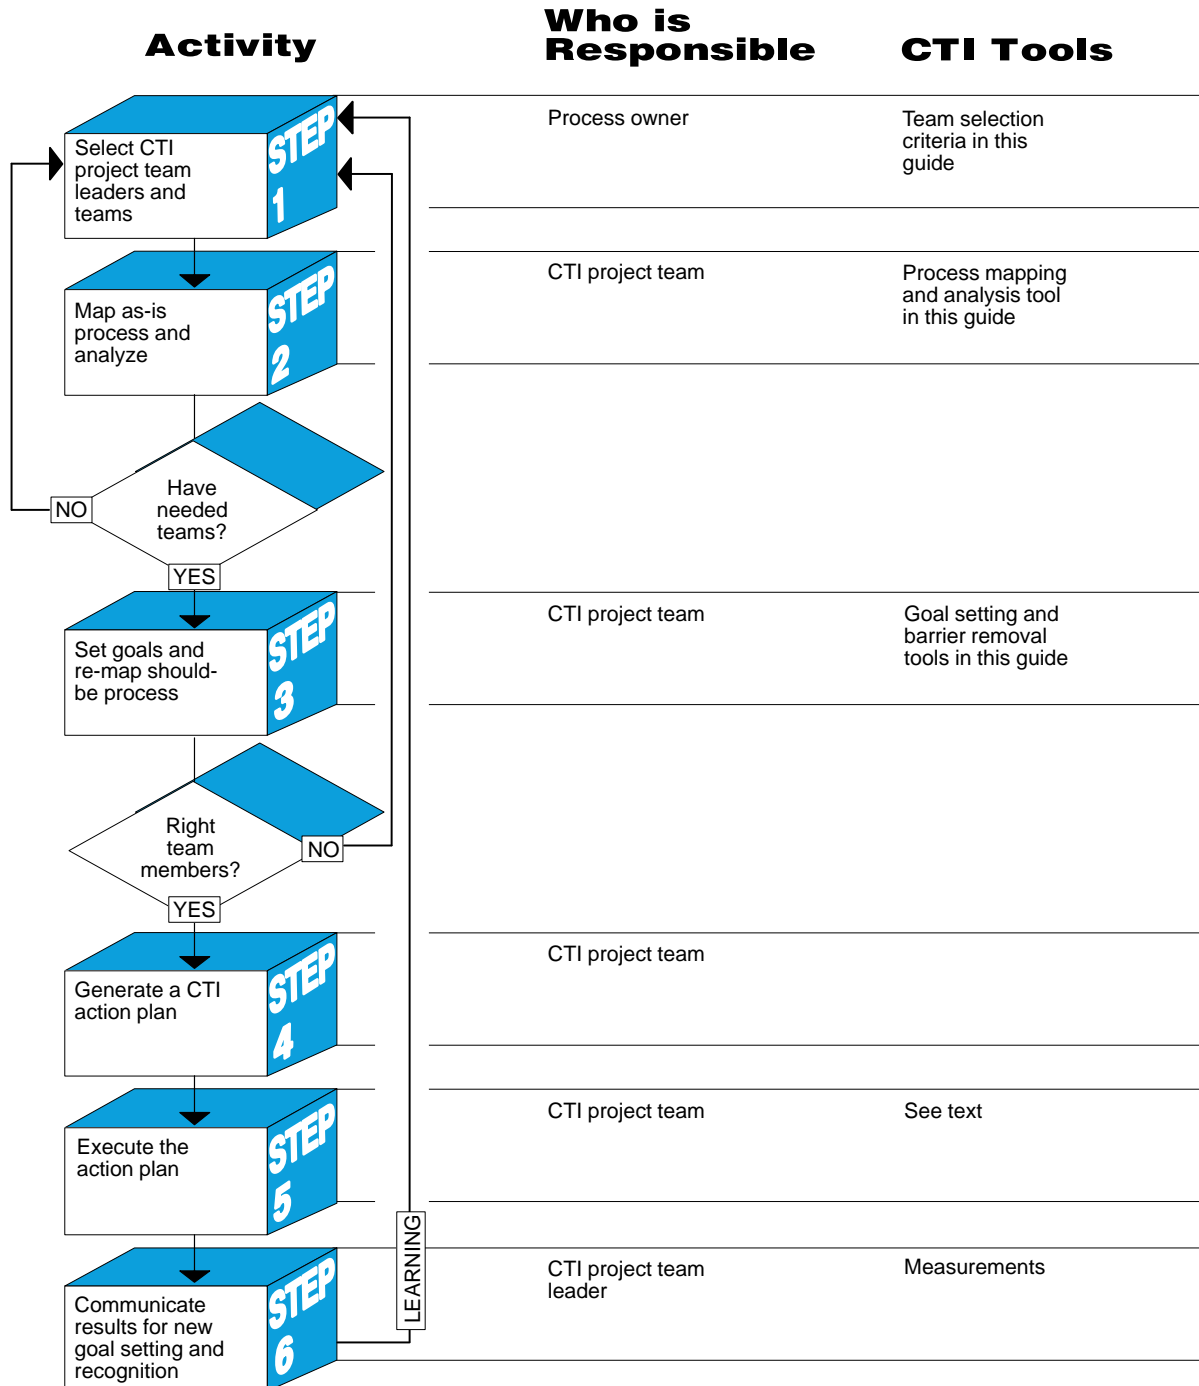 Activity
Who is
Responsible
CTI Tools
Select CTI
project team
leaders and
teams
STEP
1
Process owner
Team selection
criteria in this
guide
Map as-is
process and
analyze
STEP
2
CTI project team
Process mapping
and analysis tool
in this guide
Have
needed
teams?
NO
YES
Set goals and
re-map should-
be process
STEP
3
CTI project team
Goal setting and
barrier removal
tools in this guide
Right
team
members?
NO
YES
Generate a CTI
action plan
STEP
4
CTI project team
Execute the
action plan
STEP
5
CTI project team
See text
LEARNING
Communicate
results for new
goal setting and
recognition
STEP
6
CTI project team
leader
Measurements